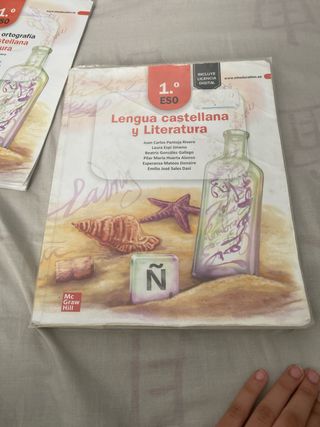 1.º
ESO
ortografía
castellana
INCLUYE
LICENCIA
DIGITAL
1.º
ESO
Lengua castellana
y Literatura
Juan Carlos Pantoja Rivero
Laura Espí Jimeno
Beatriz González Gallego
Pilar María Huerta Alonso
Esperanza Mateos Donaire
Emilio José Sales Dasí
Ñ
Mc
Graw
Hill